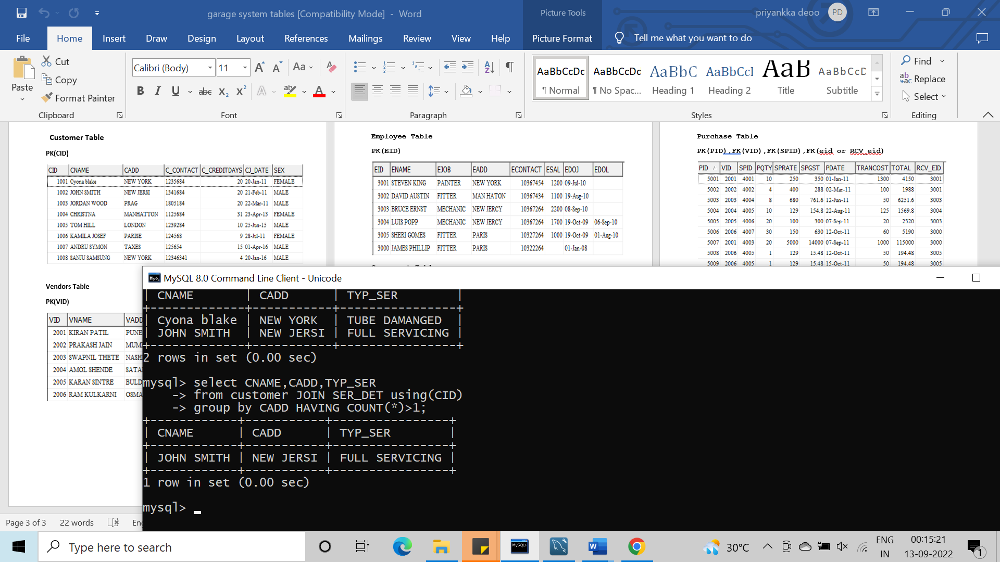 garage system tables [Compatibility Mode] - Word
Picture Tools
priyankka deoo
PD
File
Home
Insert
Draw
Design
Layout
References
Mailings
Review
View
Help
Picture Format
Tell me what you want to do
Paste
Cut
Copy
Format Painter
Clipboard
Calibri (Body)
11
Font
Paragraph
AaBbCcDc
¶ Normal
AaBbCcDc
¶ No Spac...
AaBbC
Heading 1
AaBbCcI
Heading 2
AaB
Title
AaBbCcD
Subtitle
Styles
Find
Replace
Select
Editing
Customer Table
PK(CID)
CID CNAME CADD C_CONTACT C_CREDITDAYS CJ_DATE SEX
1001 Cyona blake NEW YORK 1235684 20 20-Jan-11 FEMALE
1002 JOHN SMITH NEW JERSI 1341684 20 21-Feb-11 MALE
1003 JORDAN WOOD PRAG 1805184 20 22-Mar-11 MALE
1004 CHRISTNA MANHATTON 1125684 31 23-Apr-13 FEMALE
1005 TOM HILL LONDON 1239284 10 25-Jun-15 MALE
1006 KAMILA JOSEF PARISE 124568 9 28-Jul-11 FEMALE
1007 ANDRU SYMON TAXES 125654 15 01-Apr-16 MALE
1008 SANJU SAMSUNG NEW YORK 12346341 4 20-Jan-16 MALE
Vendors Table
PK(VID)
VID VNAME VADD
2001 KIRAN PATIL PUNE
2002 PRAKASH JAIN MUM
2003 SWAPNIL THETE NASH
2004 AMOL SHENDE SATA
2005 KARAN SINTRE BULD
2006 RAM KULKARNI OSMA
Employee Table
PK(EID)
EID ENAME EJOB EADD ECONTACT ESAL EDOJ EDOL
3001 STEVEN KING PAINTER NEW YORK 10367454 1200 09-Jul-10
3002 DAVID AUSTIN FITTER MAN HATON 10367434 1100 19-Aug-10
3003 BRUCE ERNST MECHANIC NEW JERCY 10367264 2200 08-Sep-10
3004 LUIS POPP MECHANIC NEW JERCY 10367264 1700 19-Oct-09 06-Sep-10
3005 SHERI GOMES FITTER PARIS 10327264 1000 19-Oct-09 01-Aug-10
3000 JAMES PHILLIP FITTER PARIS 10322264 01-Jan-08
Purchase Table
PK(PID),FK(VID),FK(SPID),FK(eid or RCV_eid)
PID VID SPID PQTY SPRATE SPGST PDATE TRANCOST TOTAL RCV_EID
5001 2001 4001 10 250 350 01-Jan-11 1300 4150 3001
5002 2002 4002 4 400 288 02-Mar-11 100 1988 3001
5003 2003 4004 8 680 761.6 12-Jun-11 50 6251.6 3003
5004 2004 4005 10 129 154.8 22-Aug-11 125 1569.8 3004
5005 2005 4006 20 100 300 07-Sep-11 20 2320 3003
5006 2006 4007 30 150 630 12-Oct-11 60 5190 3000
5007 2001 4003 20 5000 14000 07-Sep-11 1000 115000 3000
5008 2006 4005 1 129 15.48 12-Oct-11 50 194.48 3005
5009 2006 4005 1 129 15.48 15-Oct-11 50 194.48 3005
MySQL 8.0 Command Line Client - Unicode
| CNAME | CADD | TYP_SER |
| Cyona blake | NEW YORK | TUBE DAMANGED |
| JOHN SMITH | NEW JERSI | FULL SERVICING |
2 rows in set (0.00 sec)
mysql> select CNAME,CADD,TYP_SER
-> from customer JOIN SER_DET using(CID)
-> group by CADD HAVING COUNT(*)>1;
| CNAME | CADD | TYP_SER |
| JOHN SMITH | NEW JERSI | FULL SERVICING |
1 row in set (0.00 sec)
mysql>
Page 3 of 3
22 words
Type here to search
30°C
ENG
IN
00:15:21
13-09-2022
1